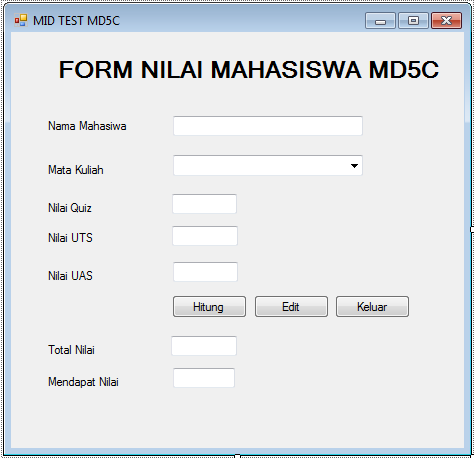 MID TEST MD5C
FORM NILAI MAHASISWA MD5C
Nama Mahasiwa
Mata Kuliah
Nilai Quiz
Nilai UTS
Nilai UAS
Hitung Edit Keluar
Total Nilai
Mendapat Nilai